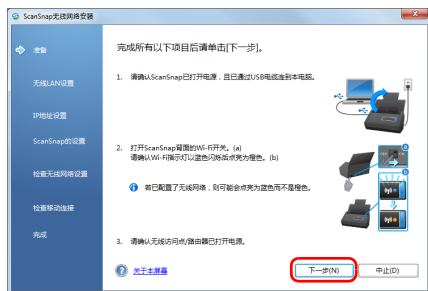 ScanSnap无线网络安装
准备
无线LAN设置
IP地址设置
ScanSnap的设置
检查无线网络设置
检查移动连接
完成
完成所有以下项目后请单击[下一步]。
1. 请确认ScanSnap已打开电源，且已通过USB电缆连到本电脑。
2. 打开ScanSnap背面的Wi-Fi开关。(a)
请确认Wi-Fi指示灯以蓝色闪烁后点亮为橙色。(b)
若已配置了无线网络，则可能会点亮为蓝色而不是橙色。
3. 请确认无线访问点/路由器已打开电源。
a
b
关于本屏幕
下一步(N)
中止(D)